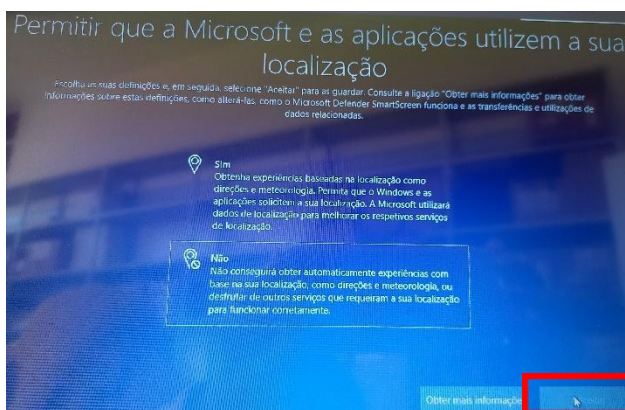 Permitir que a Microsoft e as aplicações utilizem a sua
localização
Escolha as suas definições e, em seguida, selecione "Aceitar" para as guardar. Consulte a ligação "Obter mais informações" para obter
informações sobre estas definições, como alterá-las, como o Microsoft Defender SmartScreen funciona e as transferências e utilizações de
dados relacionadas.
Sim
Obtenha experiências baseadas na localização como
direções e meteorologia. Permita que o Windows e as
aplicações solicitem a sua localização. A Microsoft utilizará
dados de localização para melhorar os respetivos serviços
de localização.
Não
Não conseguirá obter automaticamente experiências com
base na sua localização, como direções e meteorologia, ou
desfrutar de outros serviços que requeiram a sua localização
para funcionar corretamente.
Obter mais informaçõe